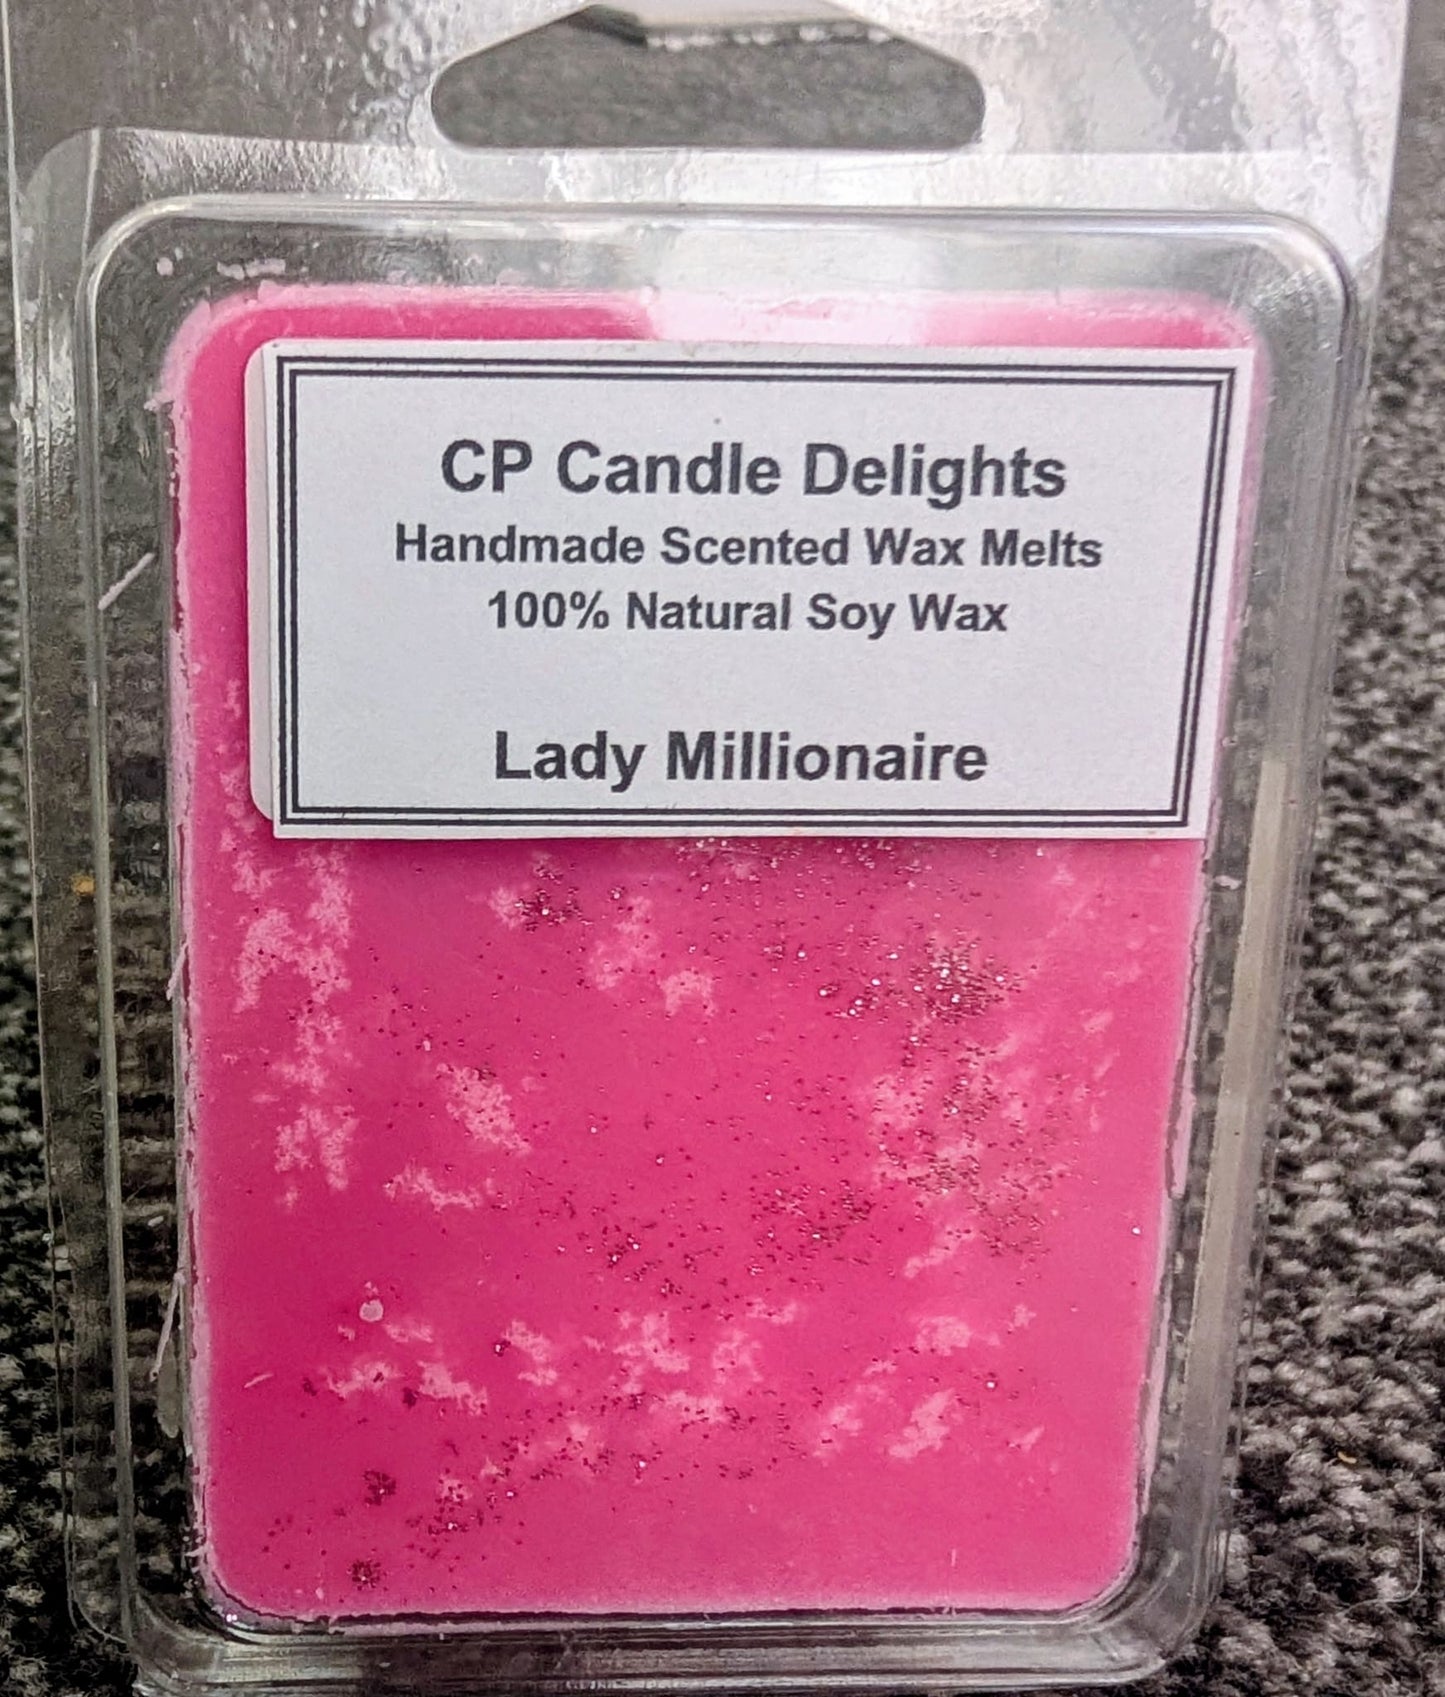 CP Candle Delights
Handmade Scented Wax Melts
100% Natural Soy Wax
Lady Millionaire